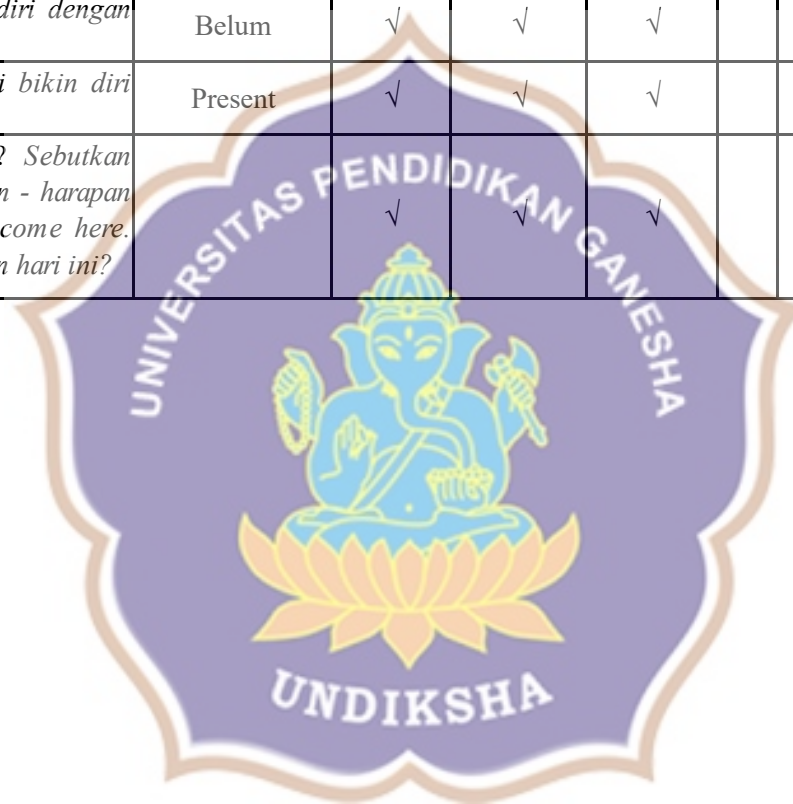 diri dengan
Belum √ √ √
i bikin diri
Present √ √ √
? Sebutkan
n - harapan
come here.
n hari ini?
√ √ √
UNIVERSITAS PENDIDIKAN GANESHA
UNDIKSHA